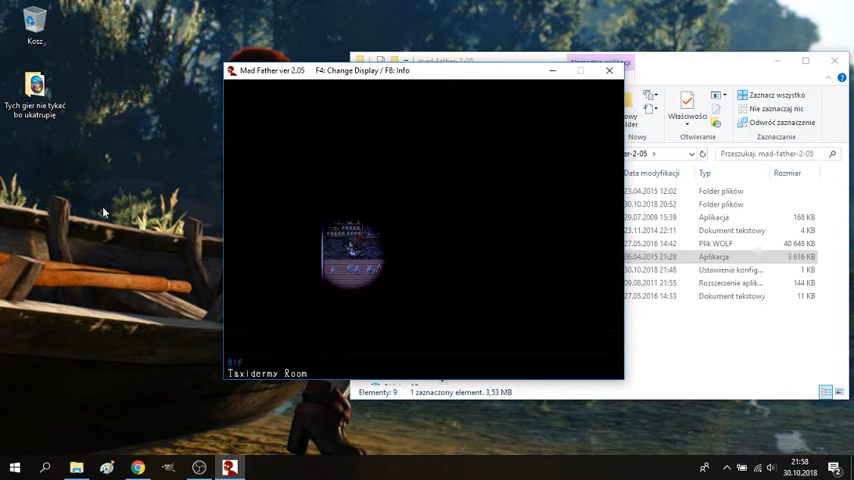 Kosz
Tych gier nie tykać
bo ukatrupię
mad-father-2-05
Mad Father ver 2.05 F4: Change Display / F8: Info
B1F
Taxidermy Room
Właściwości
Otwieranie
Zaznacz wszystko
Nie zaznaczaj nic
Odwróć zaznaczenie
Zaznaczanie
Przeszukaj: mad-father-2-05
Data modyfikacji Typ Rozmiar
23.04.2015 12:02 Folder plików
30.10.2018 20:52 Folder plików
29.07.2009 15:39 Aplikacja 168 KB
23.11.2014 22:11 Dokument tekstowy 4 KB
27.05.2016 14:42 Plik WOLF 40 648 KB
06.04.2015 21:28 Aplikacja 3 616 KB
30.10.2018 21:48 Ustawienia konfig... 1 KB
09.08.2011 21:55 Rozszerzenie aplik... 144 KB
27.05.2016 14:33 Dokument tekstowy 11 KB
Elementy: 9 1 zaznaczony element. 3,53 MB
21:58
30.10.2018
2